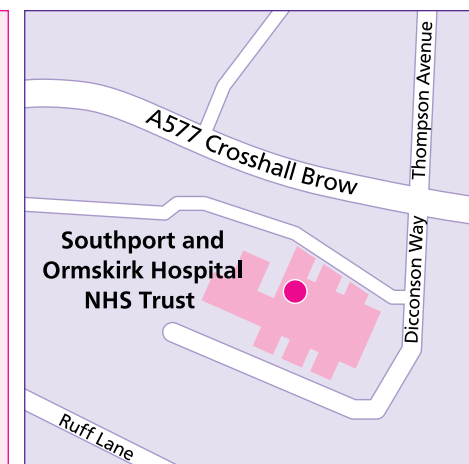 Thompson Avenue
A577 Crosshall Brow
Southport and
Ormskirk Hospital
NHS Trust
Dicconson Way
Ruff Lane